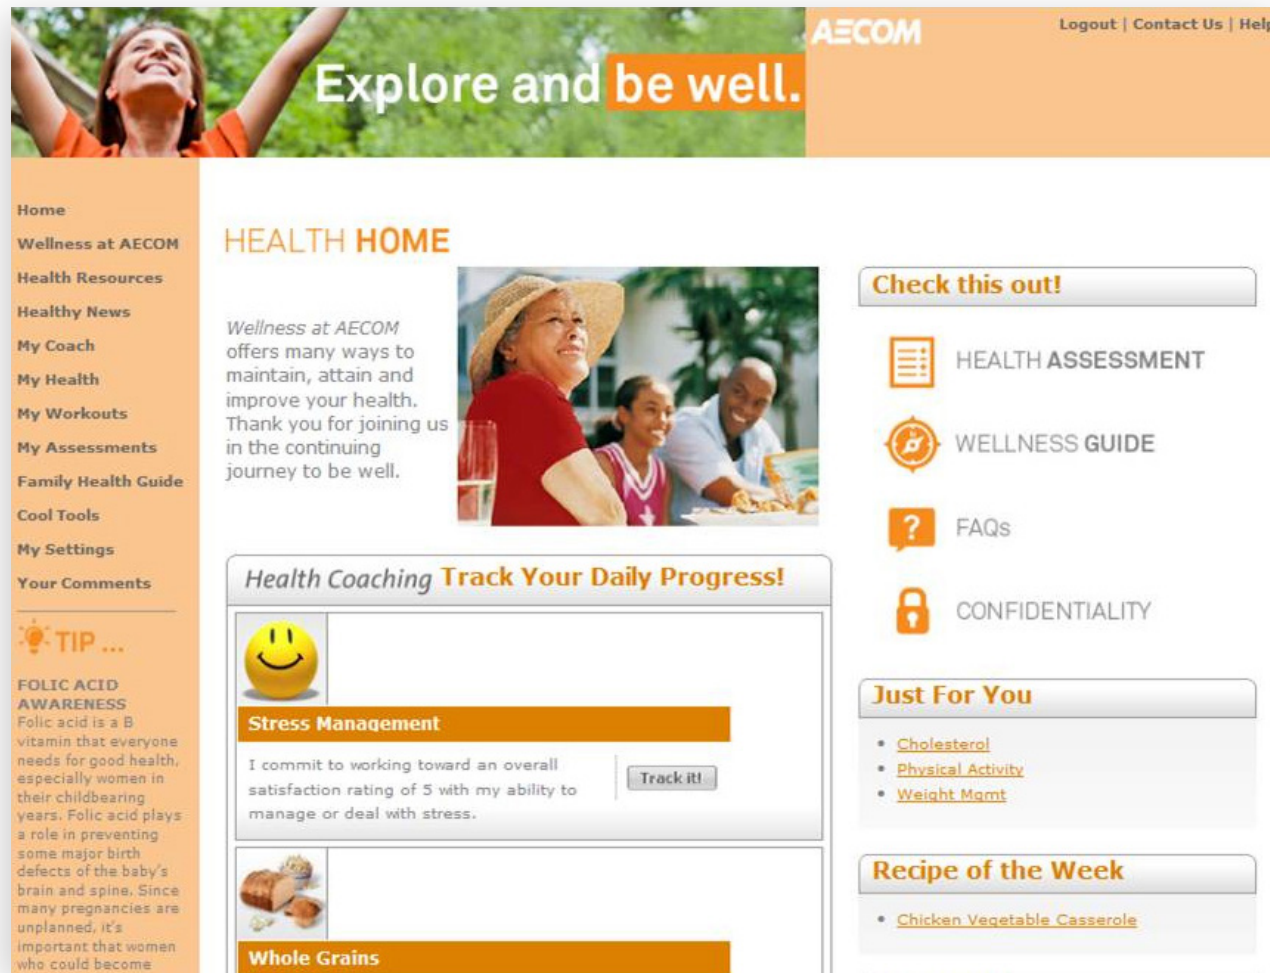 Explore and be well.
AECOM
Logout | Contact Us | Help
Home
Wellness at AECOM
Health Resources
Healthy News
My Coach
My Health
My Workouts
My Assessments
Family Health Guide
Cool Tools
My Settings
Your Comments
TIP ...
FOLIC ACID
AWARENESS
Folic acid is a B
vitamin that everyone
needs for good health,
especially women in
their childbearing
years. Folic acid plays
a role in preventing
some major birth
defects of the baby's
brain and spine. Since
many pregnancies are
unplanned, it's
important that women
who could become
HEALTH HOME
Wellness at AECOM
offers many ways to
maintain, attain and
improve your health.
Thank you for joining us
in the continuing
journey to be well.
Health Coaching Track Your Daily Progress!
Stress Management
I commit to working toward an overall
satisfaction rating of 5 with my ability to
manage or deal with stress.
Track it!
Whole Grains
Check this out!
HEALTH ASSESSMENT
WELLNESS GUIDE
FAQs
CONFIDENTIALITY
Just For You
• Cholesterol
• Physical Activity
• Weight Mgmt
Recipe of the Week
• Chicken Vegetable Casserole